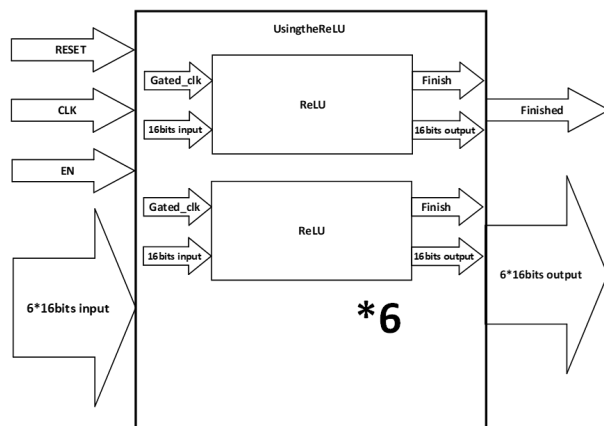 UsingtheReLU
RESET
CLK
EN
6*16bits input
Gated_clk
16bits input
ReLU
Finish
16bits output
Gated_clk
16bits input
ReLU
Finish
16bits output
*6
Finished
6*16bits output